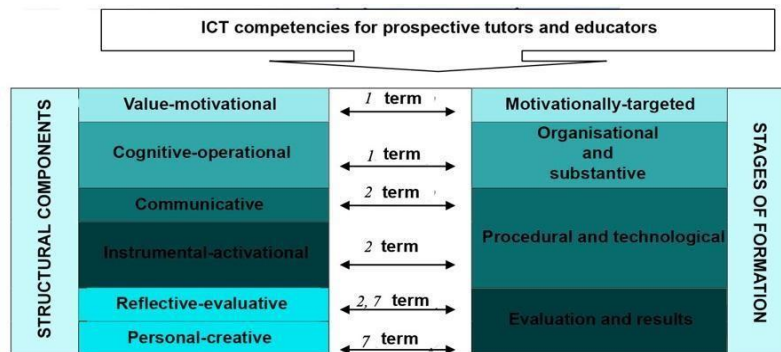 ICT competencies for prospective tutors and educators
STRUCTURAL COMPONENTS
Value-motivational
1 term
Motivationally-targeted
Cognitive-operational
1 term
Organisational
and
substantive
Communicative
2 term
Instrumental-activational
2 term
Procedural and technological
Reflective-evaluative
2, 7 term
Personal-creative
7 term
Evaluation and results
STAGES OF FORMATION